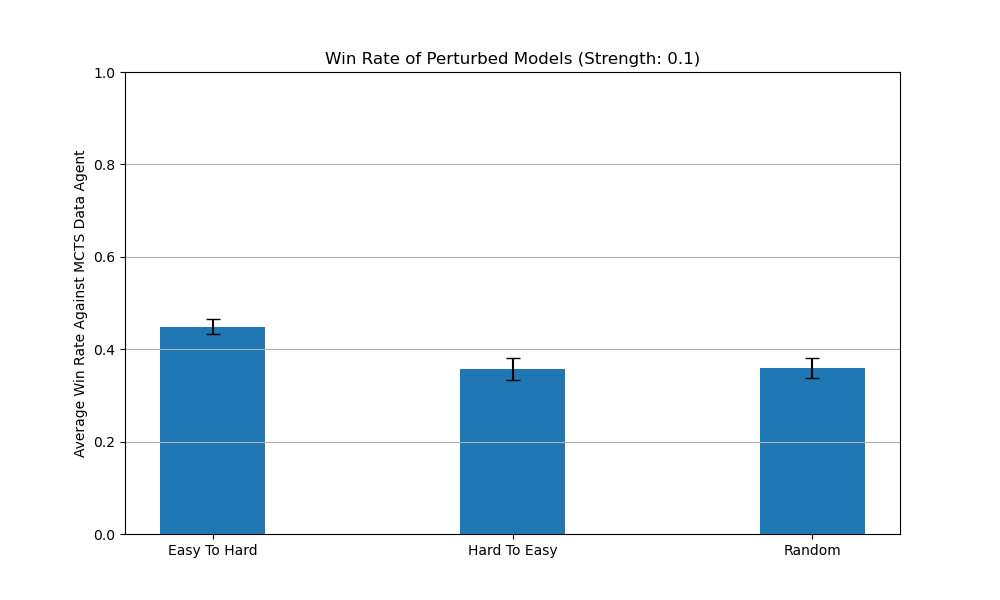 Win Rate of Perturbed Models (Strength: 0.1)
Average Win Rate Against MCTS Data Agent
1.0
0.8
0.6
0.4
0.2
0.0
Easy To Hard
Hard To Easy
Random